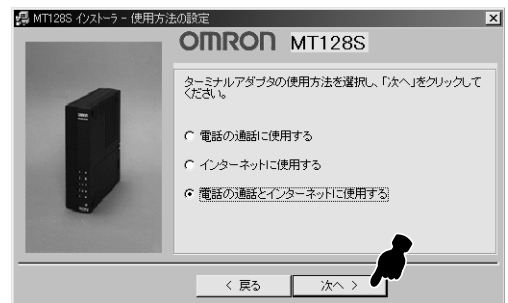 MT128S インストーラ - 使用方法の設定
OMRON MT128S
ターミナルアダプタの使用方法を選択し、「次へ」をクリックして
ください。
電話の通話に使用する
インターネットに使用する
電話の通話とインターネットに使用する
< 戻る 次へ >